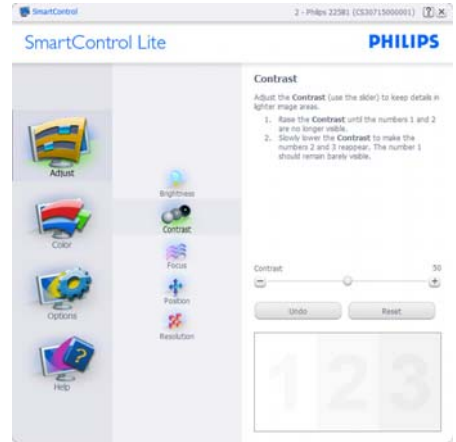 SmartControl
2 - Philips 225B1 (CS30715000001)
SmartControl Lite
PHILIPS
Contrast
Adjust the Contrast (use the slider) to keep details in
lighter image areas.
1. Raise the Contrast until the numbers 1 and 2
are no longer visible.
2. Slowly lower the Contrast to make the
numbers 2 and 3 reappear. The number 1
should remain barely visible.
Adjust
Color
Options
Help
Brightness
Contrast
Focus
Position
Resolution
Contrast 50
Undo Reset
1 2 3